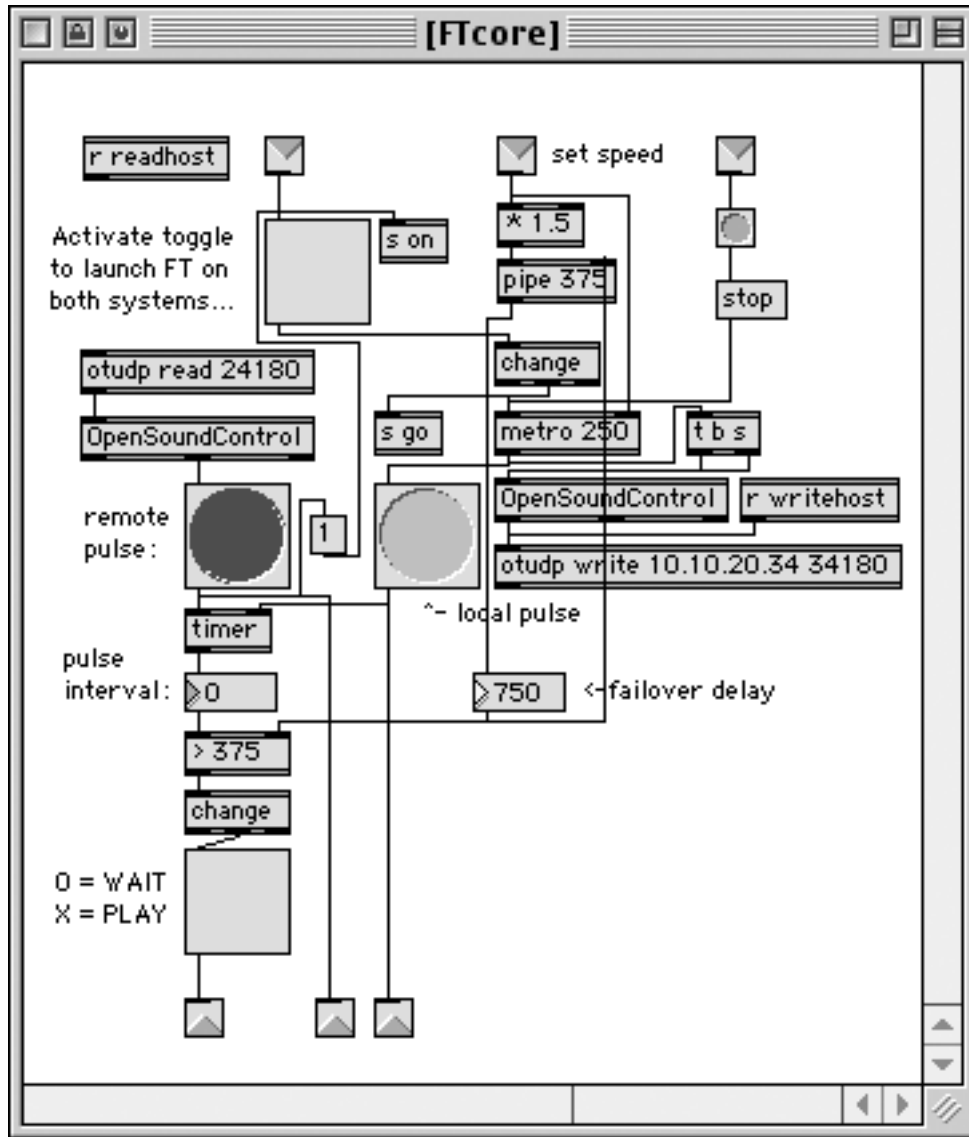 [FTcore]
r readhost
set speed
* 1.5
Activate toggle
to launch FT on
both systems...
s on
pipe 375
stop
otudp read 24180
change
OpenSoundControl
s go
metro 250
t b s
remote
pulse:
1
OpenSoundControl
r writehost
otudp write 10.10.20.34 34180
^- local pulse
timer
pulse
interval:
0
750
<-failover delay
> 375
change
0 = WAIT
X = PLAY